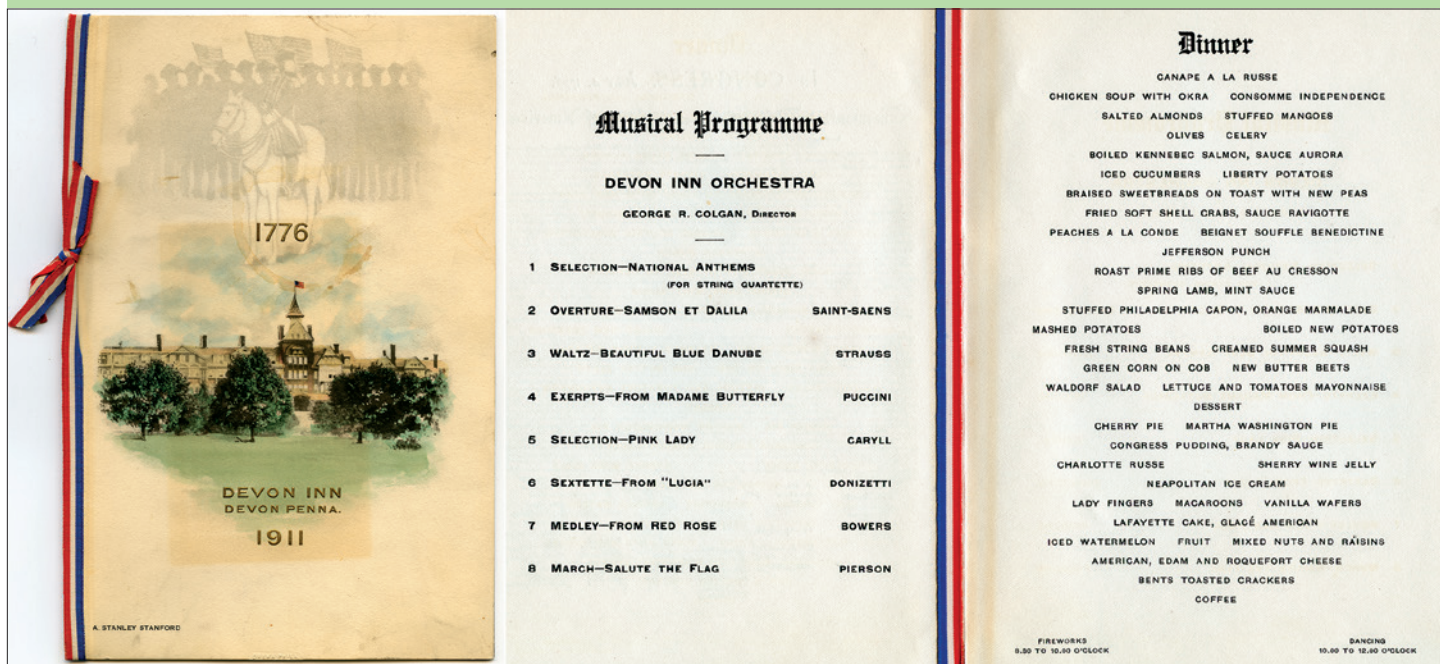 1776
DEVON INN
DEVON PENNA.
1911
A. STANLEY STANFORD
Musical Programme
DEVON INN ORCHESTRA
GEORGE R. COLGAN, DIRECTOR
1 SELECTION—NATIONAL ANTHEMS
(FOR STRING QUARTETTE)
2 OVERTURE—SAMSON ET DALILA SAINT-SAENS
3 WALTZ—BEAUTIFUL BLUE DANUBE STRAUSS
4 EXERPTS—FROM MADAME BUTTERFLY PUCCINI
5 SELECTION—PINK LADY CARYLL
6 SEXTETTE—FROM "LUCIA" DONIZETTI
7 MEDLEY—FROM RED ROSE BOWERS
8 MARCH—SALUTE THE FLAG PIERSON
Dinner
CANAPE A LA RUSSE
CHICKEN SOUP WITH OKRA CONSOMME INDEPENDENCE
SALTED ALMONDS STUFFED MANGOES
OLIVES CELERY
BOILED KENNEBEC SALMON, SAUCE AURORA
ICED CUCUMBERS LIBERTY POTATOES
BRAISED SWEETBREADS ON TOAST WITH NEW PEAS
FRIED SOFT SHELL CRABS, SAUCE RAVIGOTTE
PEACHES A LA CONDE BEIGNET SOUFFLE BENEDICTINE
JEFFERSON PUNCH
ROAST PRIME RIBS OF BEEF AU CRESSON
SPRING LAMB, MINT SAUCE
STUFFED PHILADELPHIA CAPON, ORANGE MARMALADE
MASHED POTATOES BOILED NEW POTATOES
FRESH STRING BEANS CREAMED SUMMER SQUASH
GREEN CORN ON COB NEW BUTTER BEETS
WALDORF SALAD LETTUCE AND TOMATOES MAYONNAISE
DESSERT
CHERRY PIE MARTHA WASHINGTON PIE
CONGRESS PUDDING, BRANDY SAUCE
CHARLOTTE RUSSE SHERRY WINE JELLY
NEAPOLITAN ICE CREAM
LADY FINGERS MACAROONS VANILLA WAFERS
LAFAYETTE CAKE, GLACÉ AMERICAN
ICED WATERMELON FRUIT MIXED NUTS AND RAISINS
AMERICAN, EDAM AND ROQUEFORT CHEESE
BENTS TOASTED CRACKERS
COFFEE
FIREWORKS DANCING
8.30 TO 10.00 O'CLOCK 10.00 TO 12.00 O'CLOCK